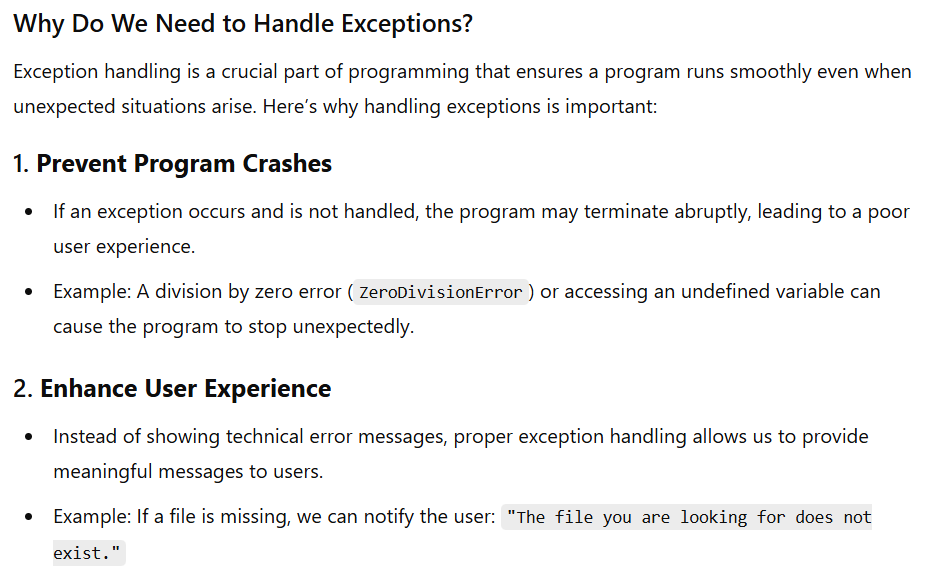 Why Do We Need to Handle Exceptions?
Exception handling is a crucial part of programming that ensures a program runs smoothly even when
unexpected situations arise. Here’s why handling exceptions is important:
1. Prevent Program Crashes
• If an exception occurs and is not handled, the program may terminate abruptly, leading to a poor
user experience.
• Example: A division by zero error (ZeroDivisionError) or accessing an undefined variable can
cause the program to stop unexpectedly.
2. Enhance User Experience
• Instead of showing technical error messages, proper exception handling allows us to provide
meaningful messages to users.
• Example: If a file is missing, we can notify the user: "The file you are looking for does not
exist."